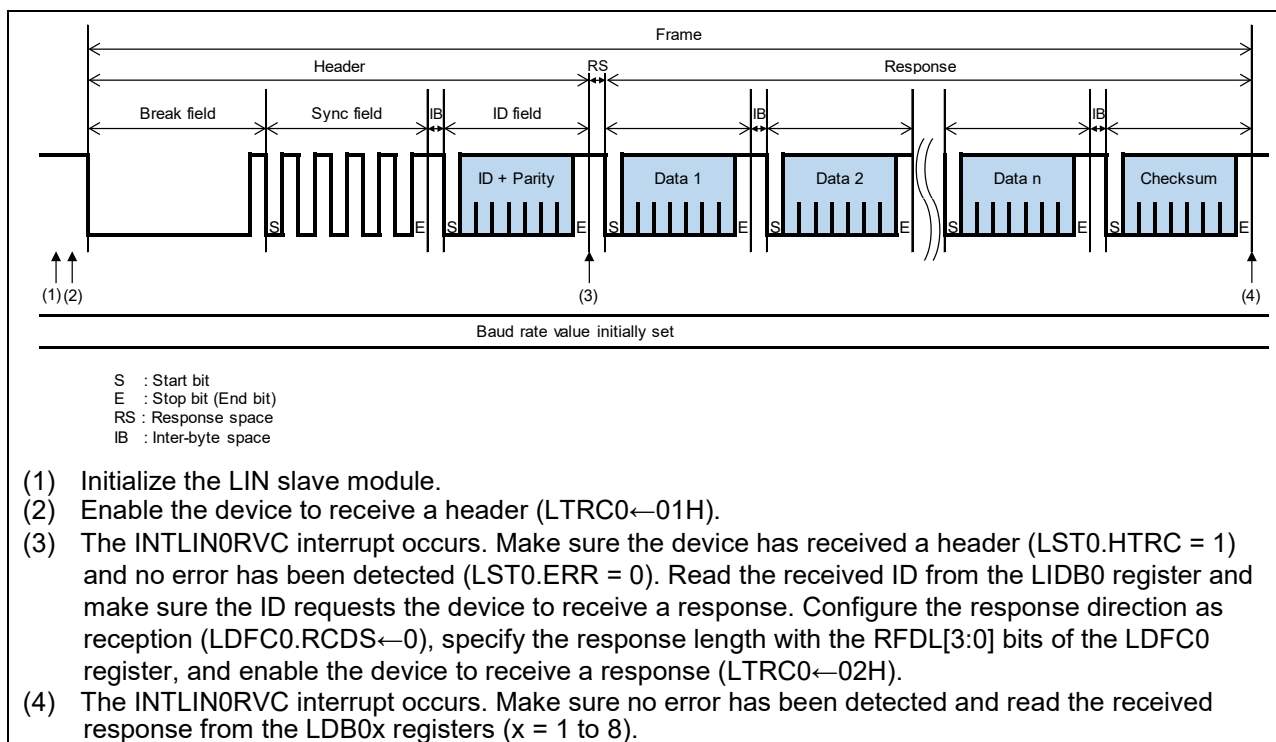 Frame
Header RS Response
Break field Sync field IB ID field IB IB
ID + Parity Data 1 Data 2 Data n Checksum
S E S E S E S E S E S E
(1) (2) (3) (4)
Baud rate value initially set
S : Start bit
E : Stop bit (End bit)
RS : Response space
IB : Inter-byte space
(1) Initialize the LIN slave module.
(2) Enable the device to receive a header (LTRC0←01H).
(3) The INTLIN0RVC interrupt occurs. Make sure the device has received a header (LST0.HTRC = 1)
and no error has been detected (LST0.ERR = 0). Read the received ID from the LIDB0 register and
make sure the ID requests the device to receive a response. Configure the response direction as
reception (LDFC0.RCDS←0), specify the response length with the RFDL[3:0] bits of the LDFC0
register, and enable the device to receive a response (LTRC0←02H).
(4) The INTLIN0RVC interrupt occurs. Make sure no error has been detected and read the received
response from the LDB0x registers (x = 1 to 8).